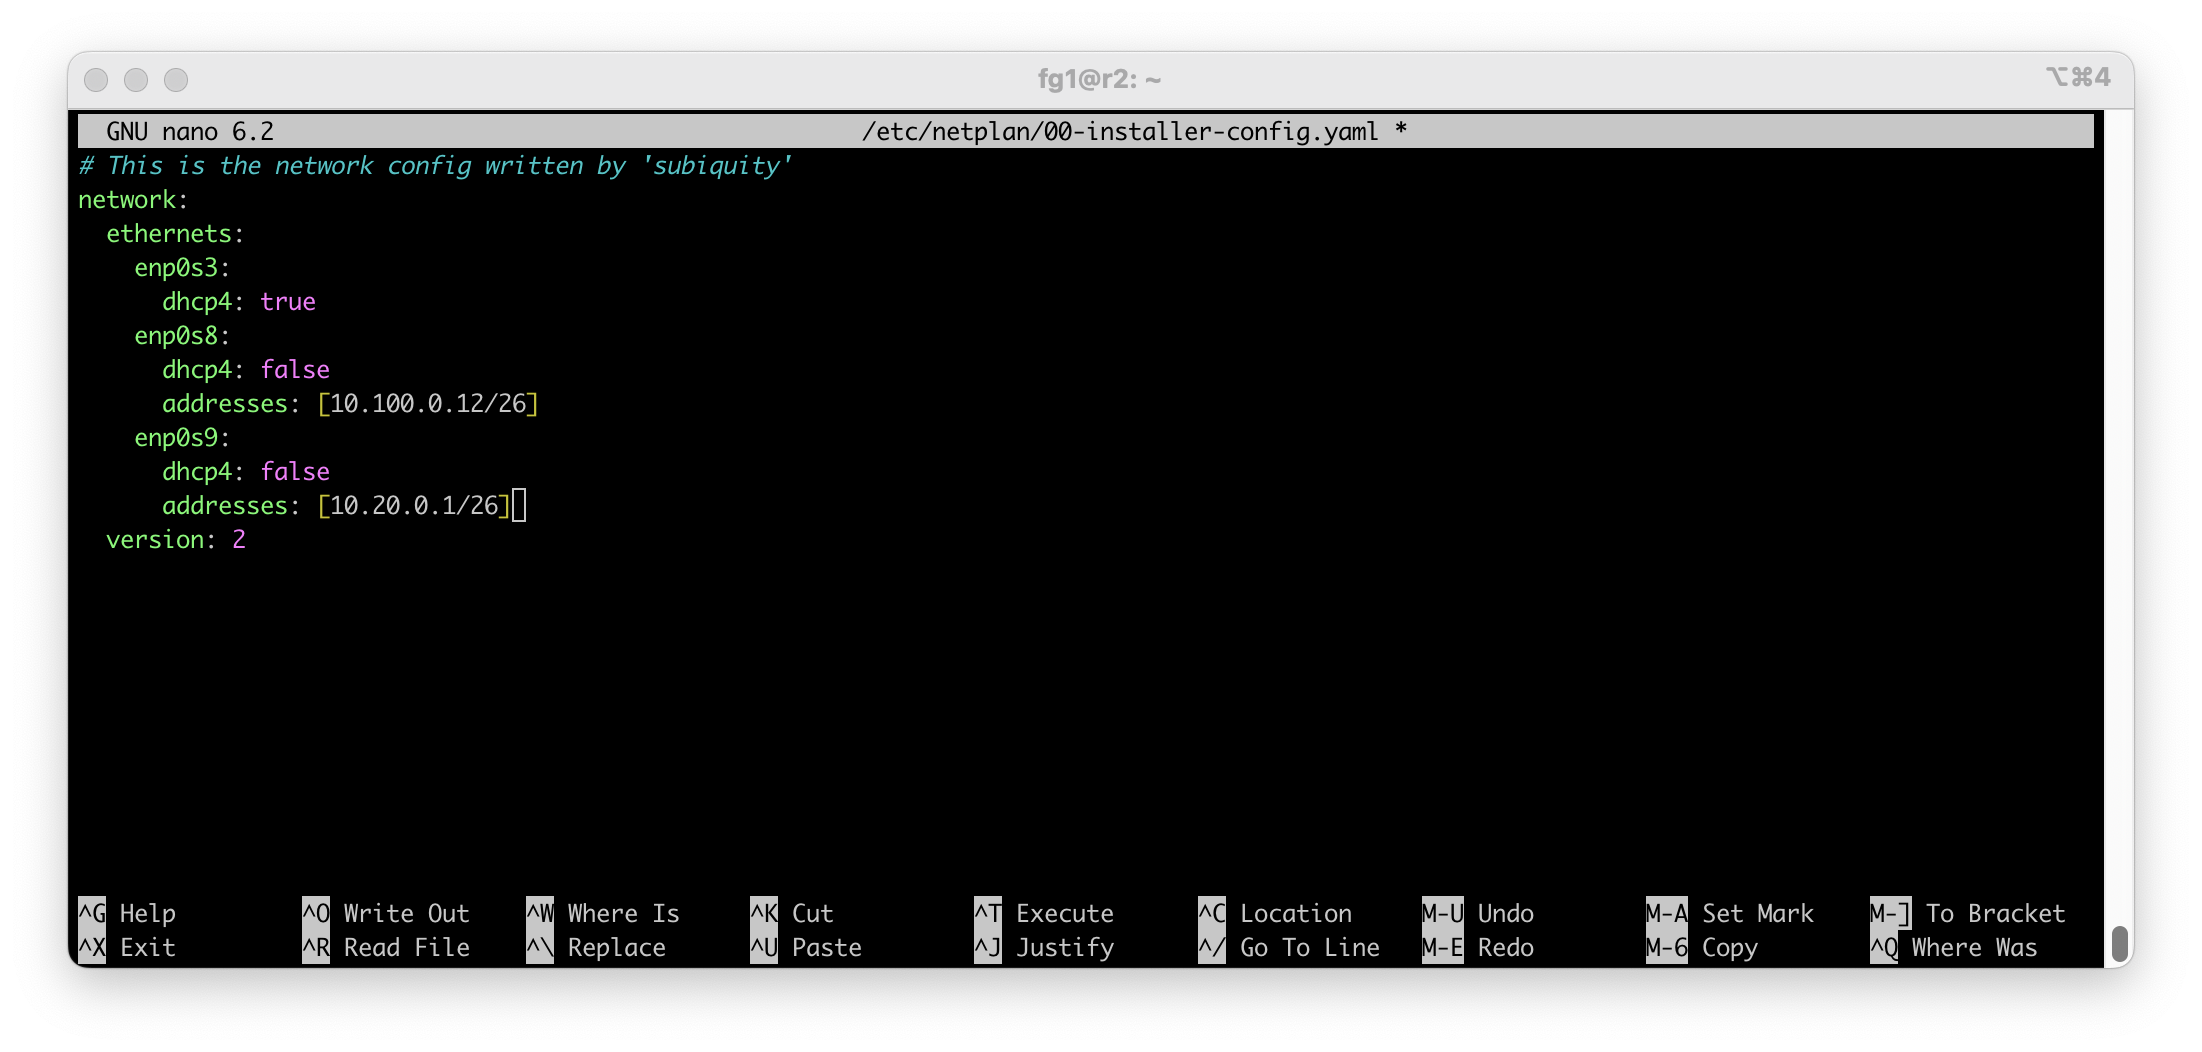 fg1@r2: ~
⌥⌘4
GNU nano 6.2 /etc/netplan/00-installer-config.yaml *
# This is the network config written by 'subiquity'
network:
  ethernets:
    enp0s3:
      dhcp4: true
    enp0s8:
      dhcp4: false
      addresses: [10.100.0.12/26]
    enp0s9:
      dhcp4: false
      addresses: [10.20.0.1/26]
  version: 2
^G Help ^O Write Out ^W Where Is ^K Cut ^T Execute ^C Location M-U Undo M-A Set Mark M-] To Bracket
^X Exit ^R Read File ^\ Replace ^U Paste ^J Justify ^/ Go To Line M-E Redo M-6 Copy ^Q Where Was